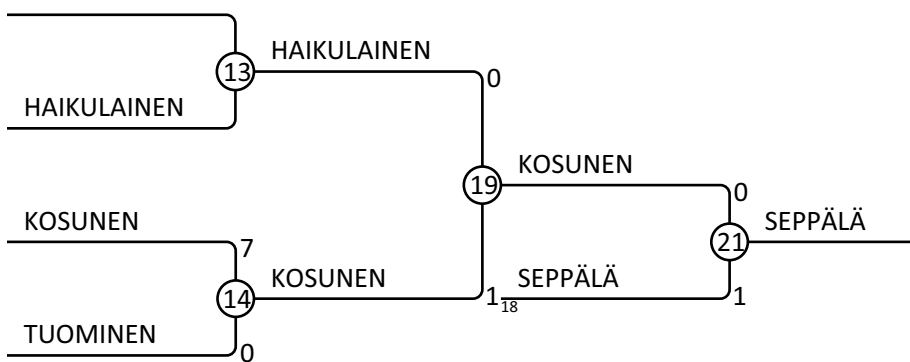 HAIKULAINEN
13
0
HAIKULAINEN
KOSUNEN
19
0
KOSUNEN
SEPPÄLÄ
7
21
KOSUNEN
SEPPÄLÄ
14
1
18
1
TUOMINEN
0